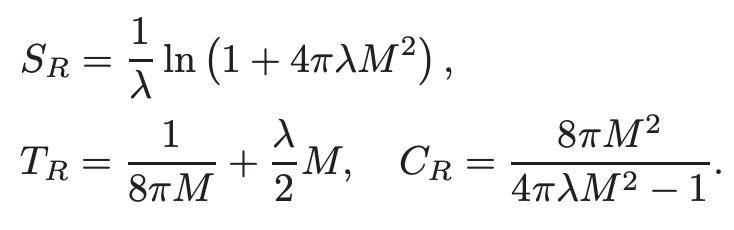 $S_R = \frac{1}{\lambda} \ln \left( 1 + 4\pi\lambda M^2 \right),$
$T_R = \frac{1}{8\pi M} + \frac{\lambda}{2} M, \quad C_R = \frac{8\pi M^2}{4\pi\lambda M^2 - 1}.$